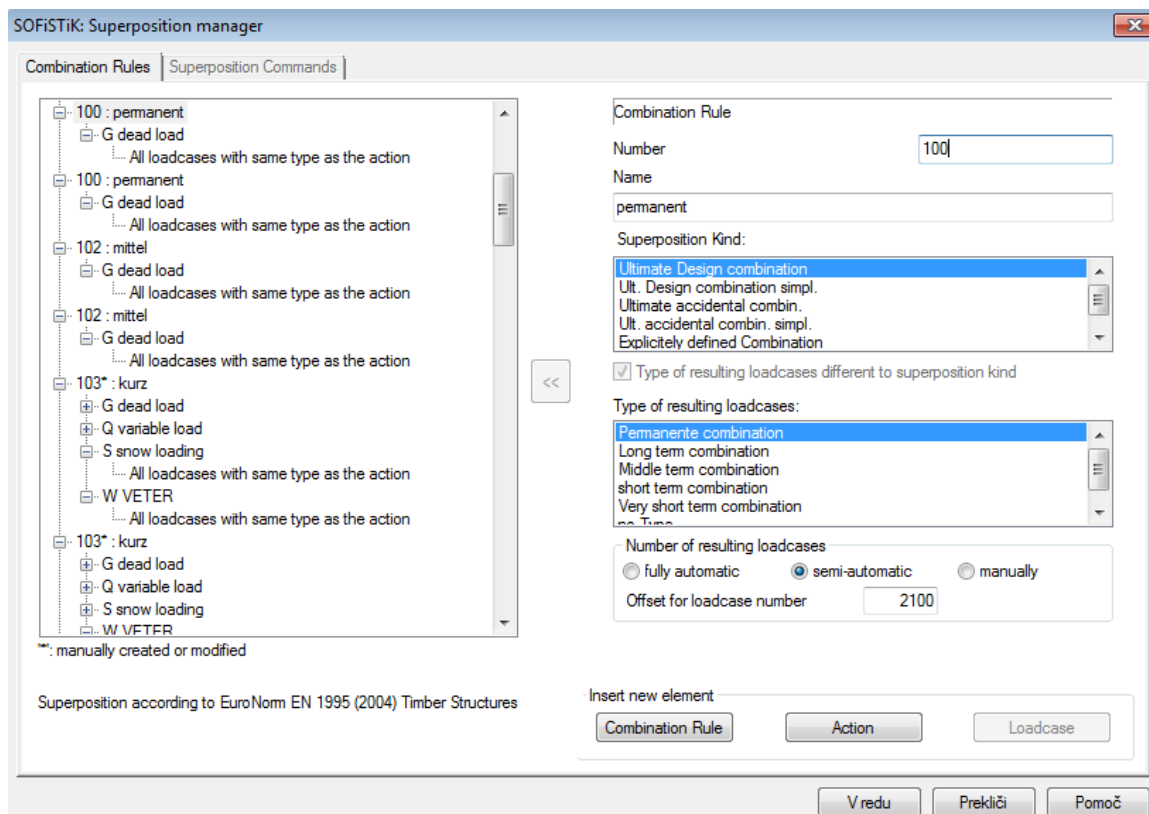 SOFiSTiK: Superposition manager
Combination Rules
Superposition Commands
100 : permanent
G dead load
All loadcases with same type as the action
100 : permanent
G dead load
All loadcases with same type as the action
102 : mittel
G dead load
All loadcases with same type as the action
102 : mittel
G dead load
All loadcases with same type as the action
103* : kurz
G dead load
Q variable load
S snow loading
All loadcases with same type as the action
W VETER
All loadcases with same type as the action
103* : kurz
G dead load
Q variable load
S snow loading
W VETER
"*": manually created or modified
Superposition according to EuroNorm EN 1995 (2004) Timber Structures
<<
Combination Rule
Number 100
Name
permanent
Superposition Kind:
Ultimate Design combination
Ult. Design combination simpl.
Ultimate accidental combin.
Ult. accidental combin. simpl.
Explicitely defined Combination
Type of resulting loadcases different to superposition kind
Type of resulting loadcases:
Permanente combination
Long term combination
Middle term combination
short term combination
Very short term combination
no Type
Number of resulting loadcases
fully automatic semi-automatic manually
Offset for loadcase number 2100
Insert new element
Combination Rule Action Loadcase
V redu Prekliči Pomoč